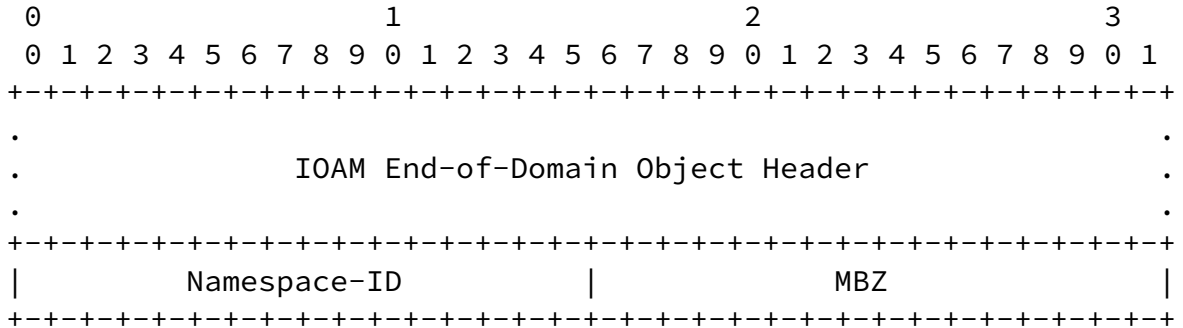 0                   1                   2                   3
 0 1 2 3 4 5 6 7 8 9 0 1 2 3 4 5 6 7 8 9 0 1 2 3 4 5 6 7 8 9 0 1
+-+-+-+-+-+-+-+-+-+-+-+-+-+-+-+-+-+-+-+-+-+-+-+-+-+-+-+-+-+-+-+-+
.                                                               .
.               IOAM End-of-Domain Object Header                .
.                                                               .
+-+-+-+-+-+-+-+-+-+-+-+-+-+-+-+-+-+-+-+-+-+-+-+-+-+-+-+-+-+-+-+-+
|         Namespace-ID          |             MBZ               |
+-+-+-+-+-+-+-+-+-+-+-+-+-+-+-+-+-+-+-+-+-+-+-+-+-+-+-+-+-+-+-+-+